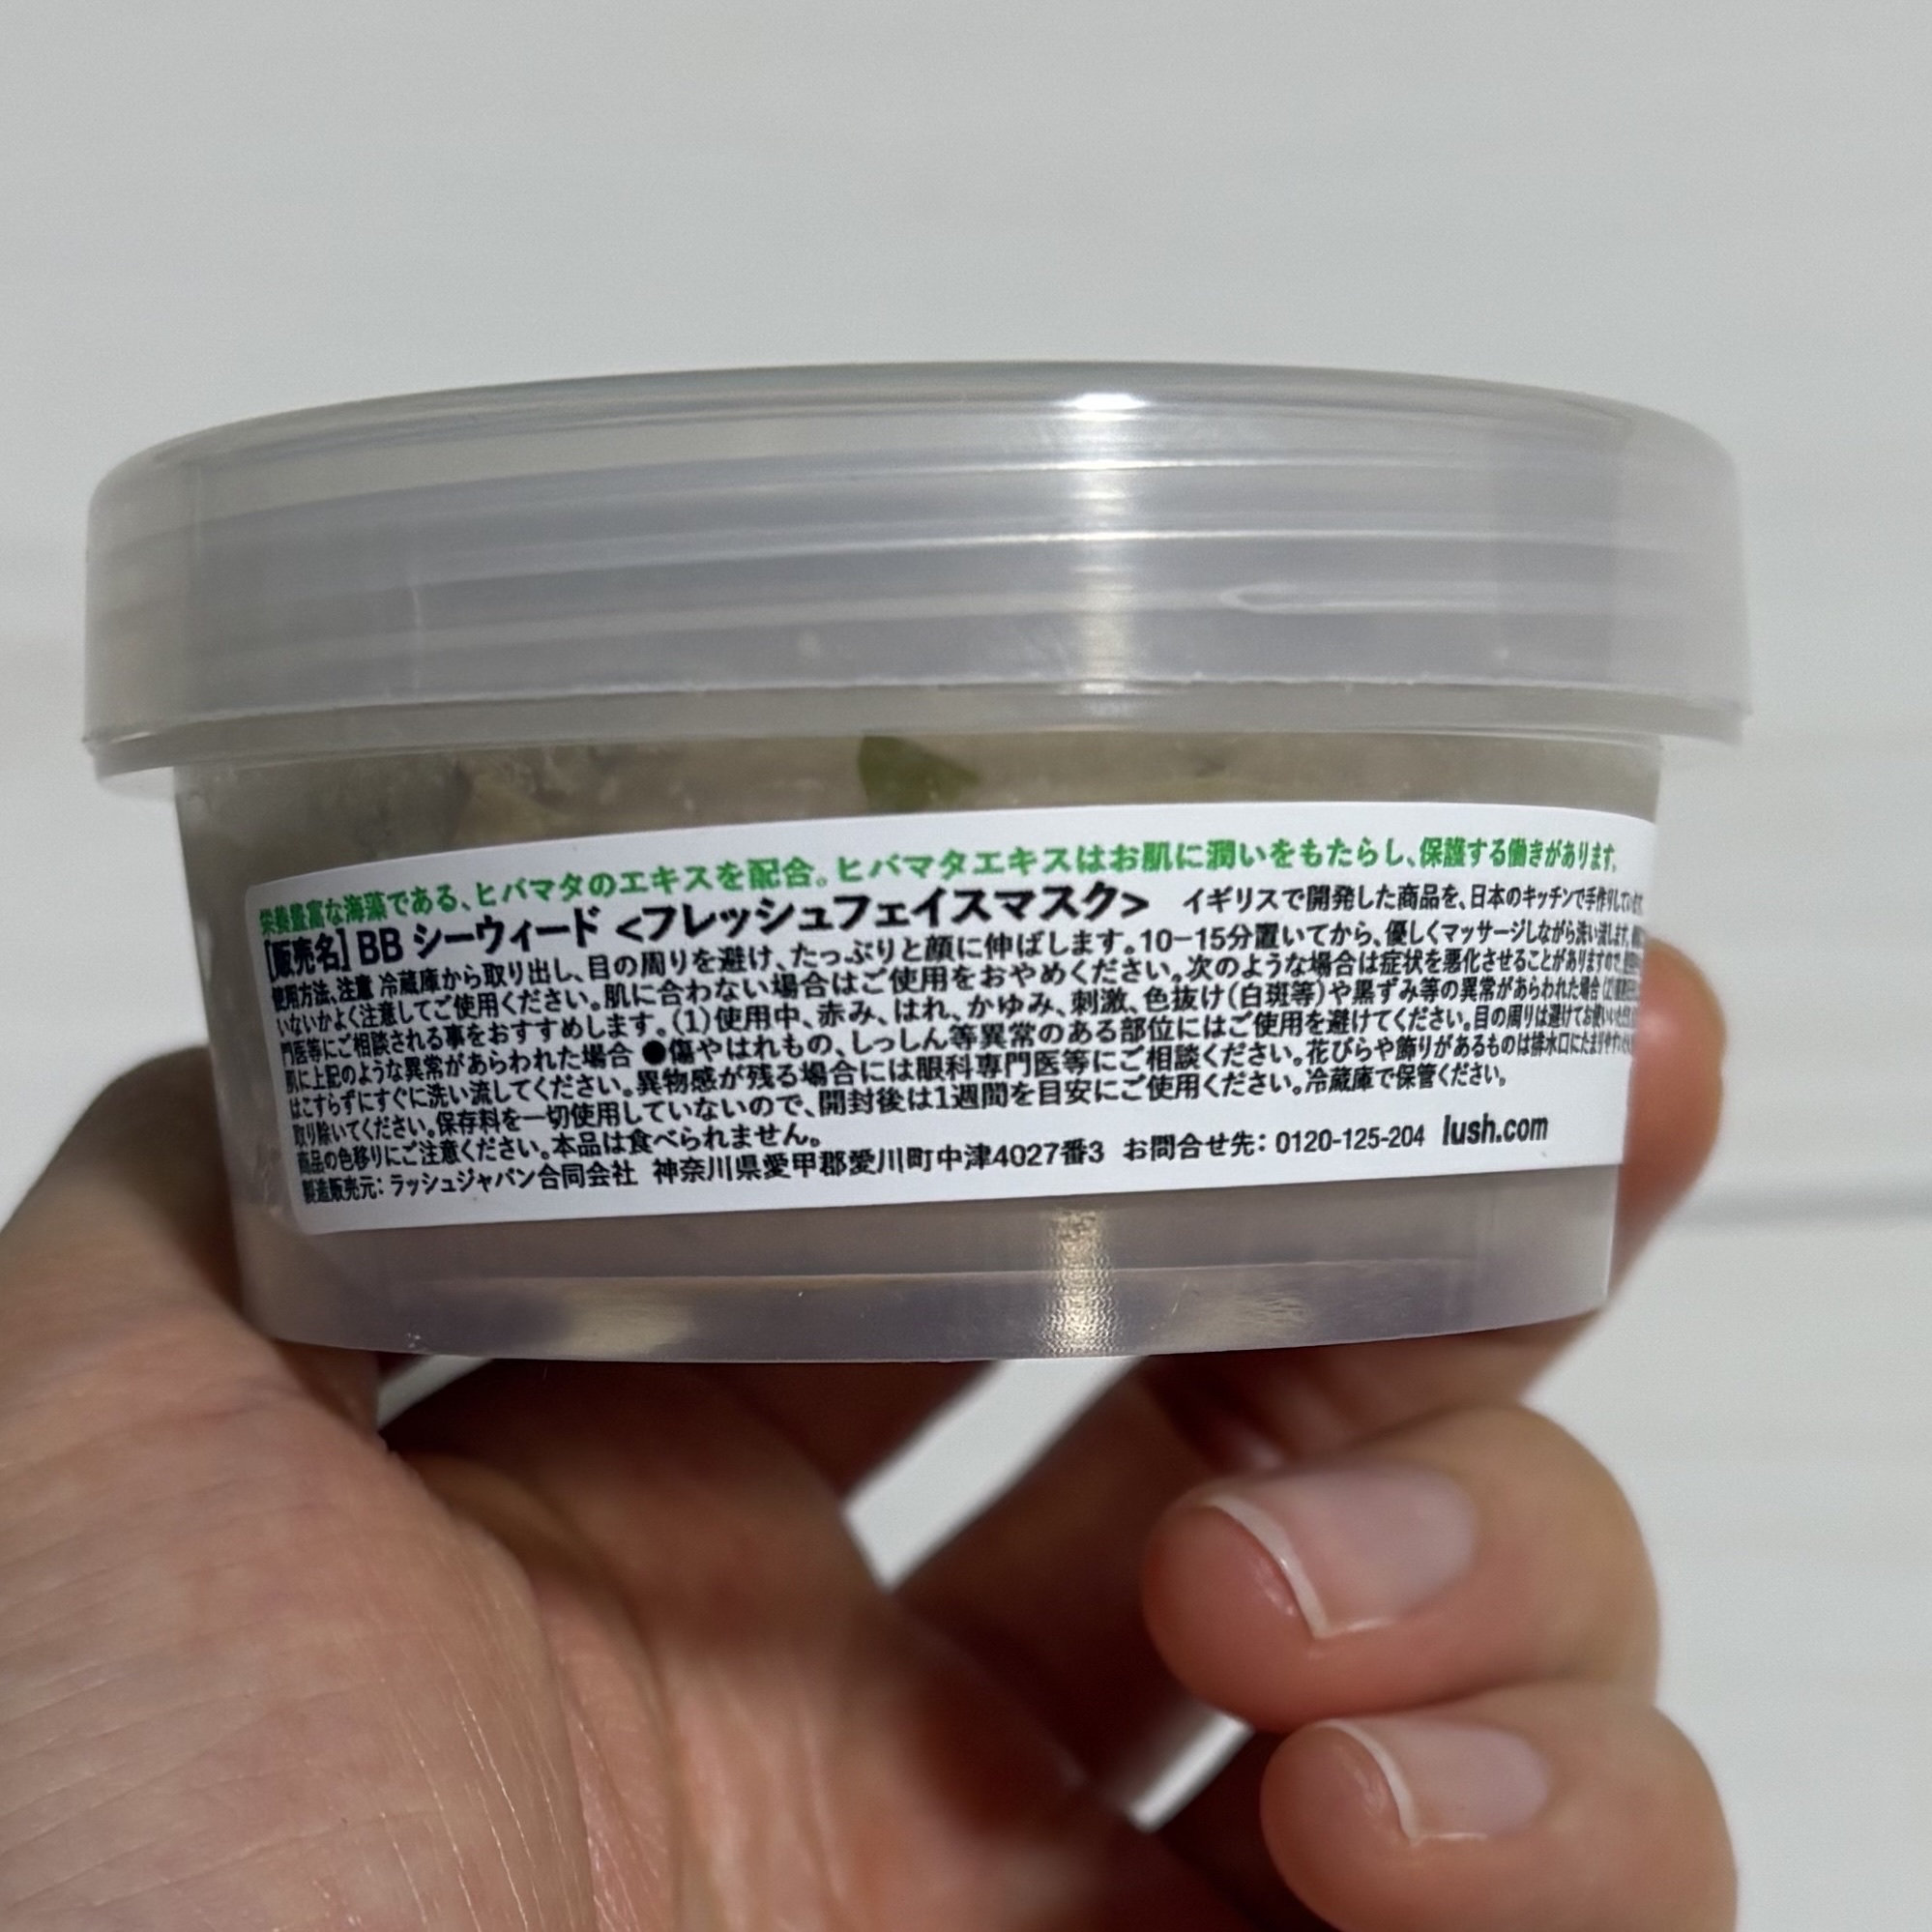 栄養豊富な海藻である、ヒバマタのエキスを配合。ヒバマタエキスはお肌に潤いをもたらし、保護する働きがあります。
[販売名] BB シーウィード <フレッシュフェイスマスク> イギリスで開発した商品を、日本のキッチンで手作りしています
使用方法、注意 冷蔵庫から取り出し、目の周りを避け、たっぷりと顔に伸ばします。10-15分置いてから、優しくマッサージしながら洗い流します。
いないかよく注意してご使用ください。肌に合わない場合はご使用をおやめください。次のような場合は症状を悪化させることがありますので、
門医等にご相談される事をおすすめします。(1)使用中、赤み、はれ、かゆみ、刺激、色抜け(白斑等)や黒ずみ等の異常があらわれた場合
肌に上記のような異常があらわれた場合 ●傷やはれもの、しっしん等異常のある部位にはご使用を避けてください。目の周りは避けてお使い
はこすらずにすぐに洗い流してください。異物感が残る場合には眼科専門医等にご相談ください。花びらや飾りがあるものは排水口にたまりやすい
取り除いてください。保存料を一切使用していないので、開封後は1週間を目安にご使用ください。冷蔵庫で保管ください。
商品の色移りにご注意ください。本品は食べられません。
製造販売元: ラッシュジャパン合同会社 神奈川県愛甲郡愛川町中津4027番3 お問合せ先: 0120-125-204 lush.com